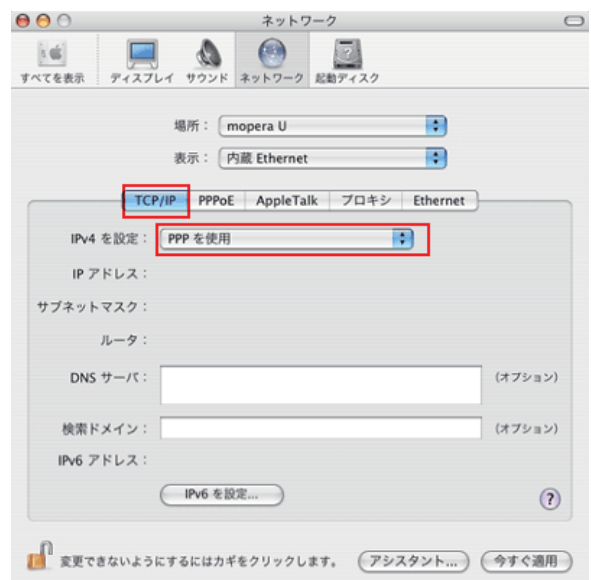 ネットワーク
すべてを表示 ディスプレイ サウンド ネットワーク 起動ディスク
場所： mopera U
表示： 内蔵 Ethernet
TCP/IP PPPoE AppleTalk プロキシ Ethernet
IPv4 を設定： PPP を使用
IP アドレス：
サブネットマスク：
ルータ：
DNS サーバ： （オプション）
検索ドメイン： （オプション）
IPv6 アドレス：
IPv6 を設定... ?
変更できないようにするにはカギをクリックします。 アシスタント... 今すぐ適用